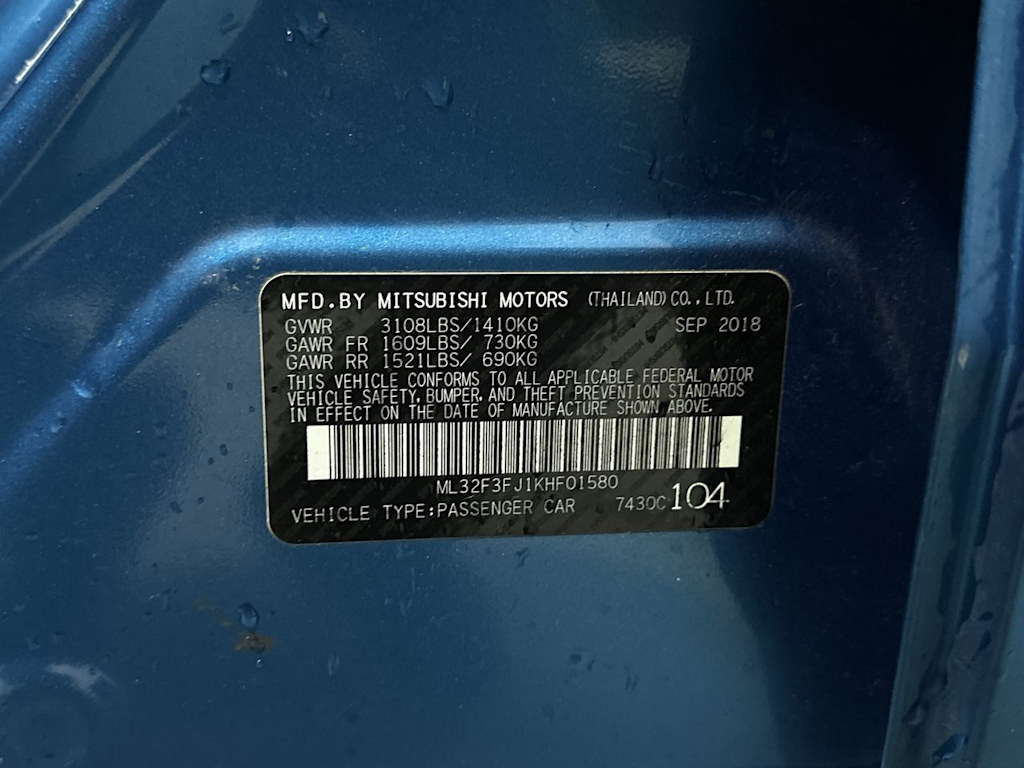 MFD.BY MITSUBISHI MOTORS (THAILAND)CO.,LTD.
GVWR 3108LBS/1410KG SEP 2018
GAWR FR 1609LBS/ 730KG
GAWR RR 1521LBS/ 690KG
THIS VEHICLE CONFORMS TO ALL APPLICABLE FEDERAL MOTOR
VEHICLE SAFETY, BUMPER, AND THEFT PREVENTION STANDARDS
IN EFFECT ON THE DATE OF MANUFACTURE SHOWN ABOVE.
ML32F3FJ1KHF01580
VEHICLE TYPE:PASSENGER CAR 7430C104